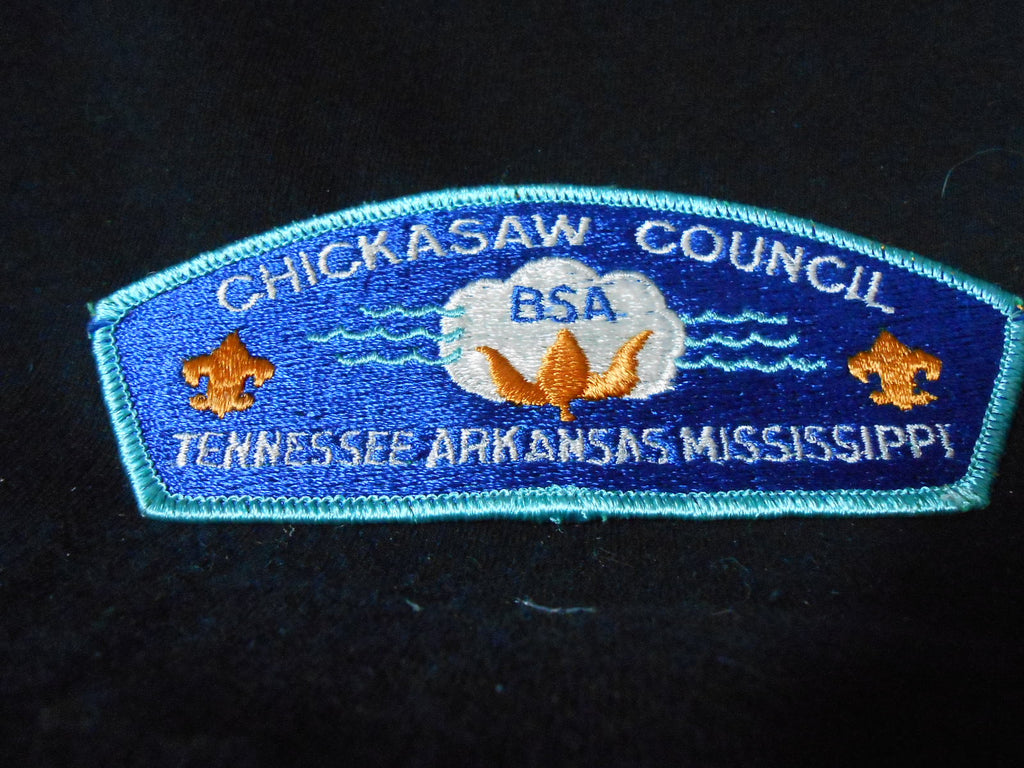 CHICKASAW COUNCIL
BSA
TENNESSEE ARKANSAS MISSISSIPPI